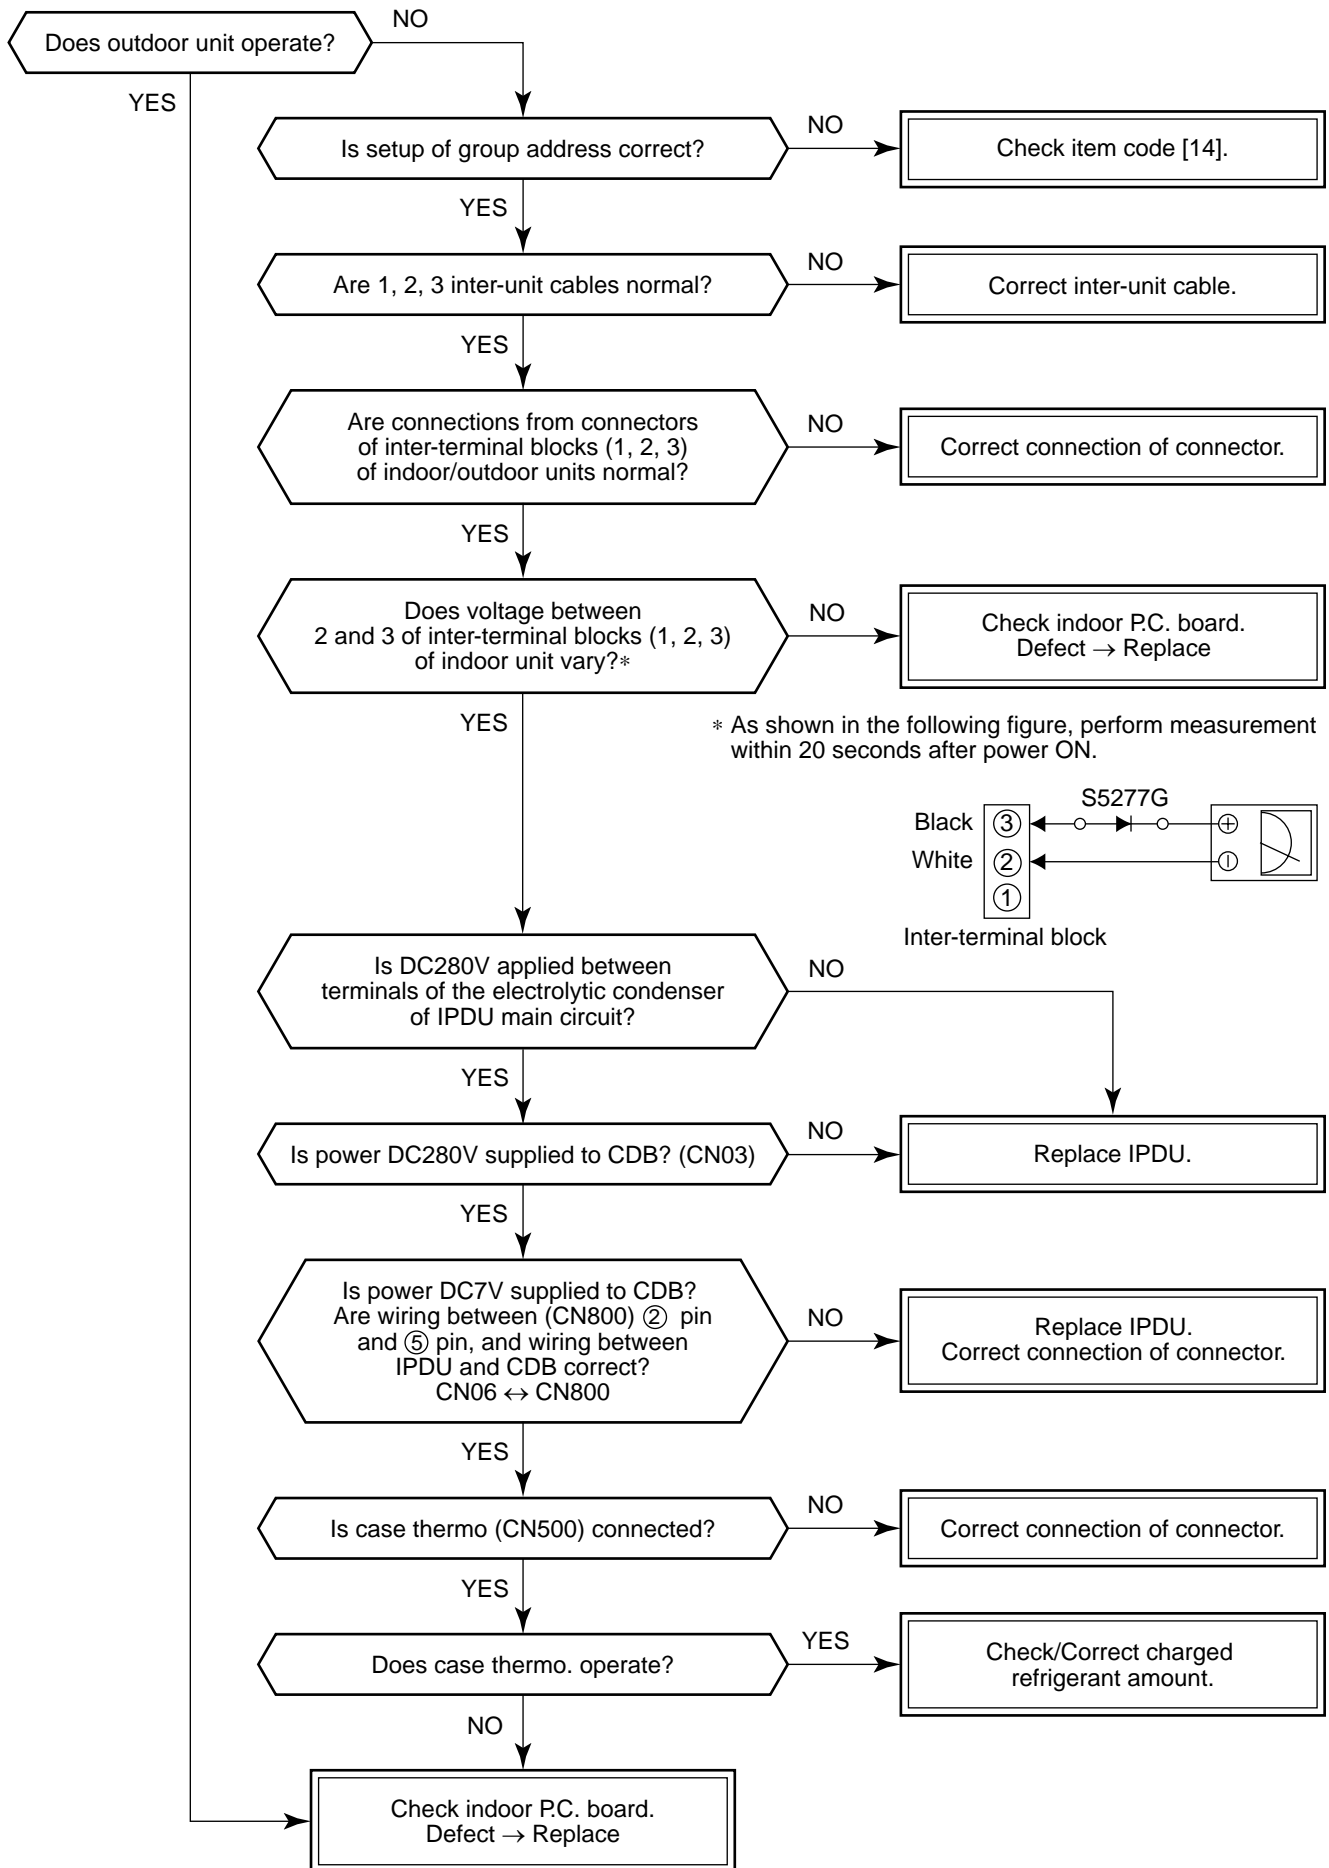 Does outdoor unit operate?
NO
YES
Is setup of group address correct?
NO
Check item code [14].
YES
Are 1, 2, 3 inter-unit cables normal?
NO
Correct inter-unit cable.
YES
Are connections from connectors
of inter-terminal blocks (1, 2, 3)
of indoor/outdoor units normal?
NO
Correct connection of connector.
YES
Does voltage between
2 and 3 of inter-terminal blocks (1, 2, 3)
of indoor unit vary?*
NO
Check indoor P.C. board.
Defect → Replace
YES
* As shown in the following figure, perform measurement
within 20 seconds after power ON.
S5277G
Black ③ ⊕
White ②
①
Inter-terminal block
Is DC280V applied between
terminals of the electrolytic condenser
of IPDU main circuit?
NO
YES
Is power DC280V supplied to CDB? (CN03)
NO
Replace IPDU.
YES
Is power DC7V supplied to CDB?
Are wiring between (CN800) ② pin
and ⑤ pin, and wiring between
IPDU and CDB correct?
CN06 ↔ CN800
NO
Replace IPDU.
Correct connection of connector.
YES
Is case thermo (CN500) connected?
NO
Correct connection of connector.
YES
Does case thermo. operate?
YES
Check/Correct charged
refrigerant amount.
NO
Check indoor P.C. board.
Defect → Replace